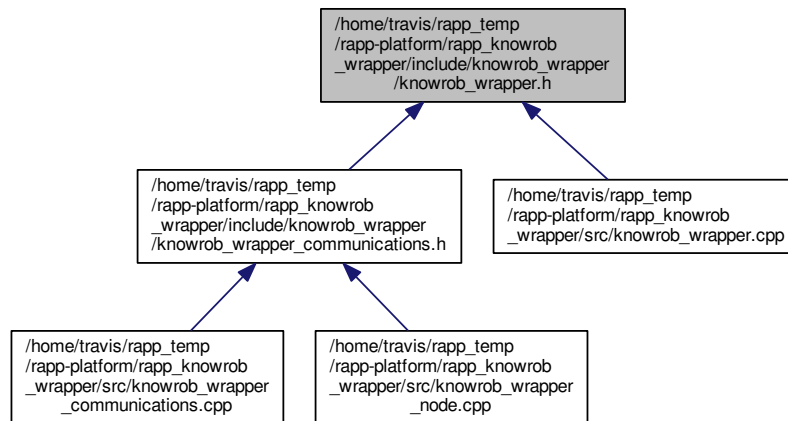 /home/travis/rapp_temp
/rapp-platform/rapp_knowrob
_wrapper/include/knowrob_wrapper
/knowrob_wrapper.h
/home/travis/rapp_temp
/rapp-platform/rapp_knowrob
_wrapper/include/knowrob_wrapper
/knowrob_wrapper_communications.h
/home/travis/rapp_temp
/rapp-platform/rapp_knowrob
_wrapper/src/knowrob_wrapper.cpp
/home/travis/rapp_temp
/rapp-platform/rapp_knowrob
_wrapper/src/knowrob_wrapper
_communications.cpp
/home/travis/rapp_temp
/rapp-platform/rapp_knowrob
_wrapper/src/knowrob_wrapper
_node.cpp